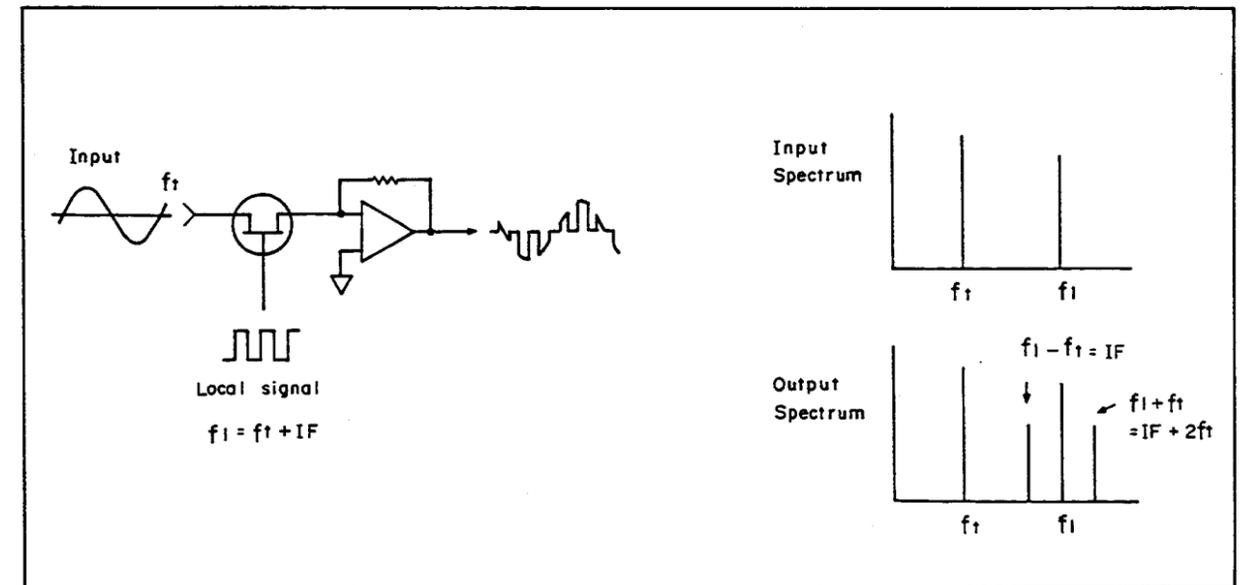 Input
ft
Local signal
fl = ft + IF
Input
Spectrum
ft
fl
fl - ft = IF
Output
Spectrum
fl + ft
= IF + 2ft
ft
fl